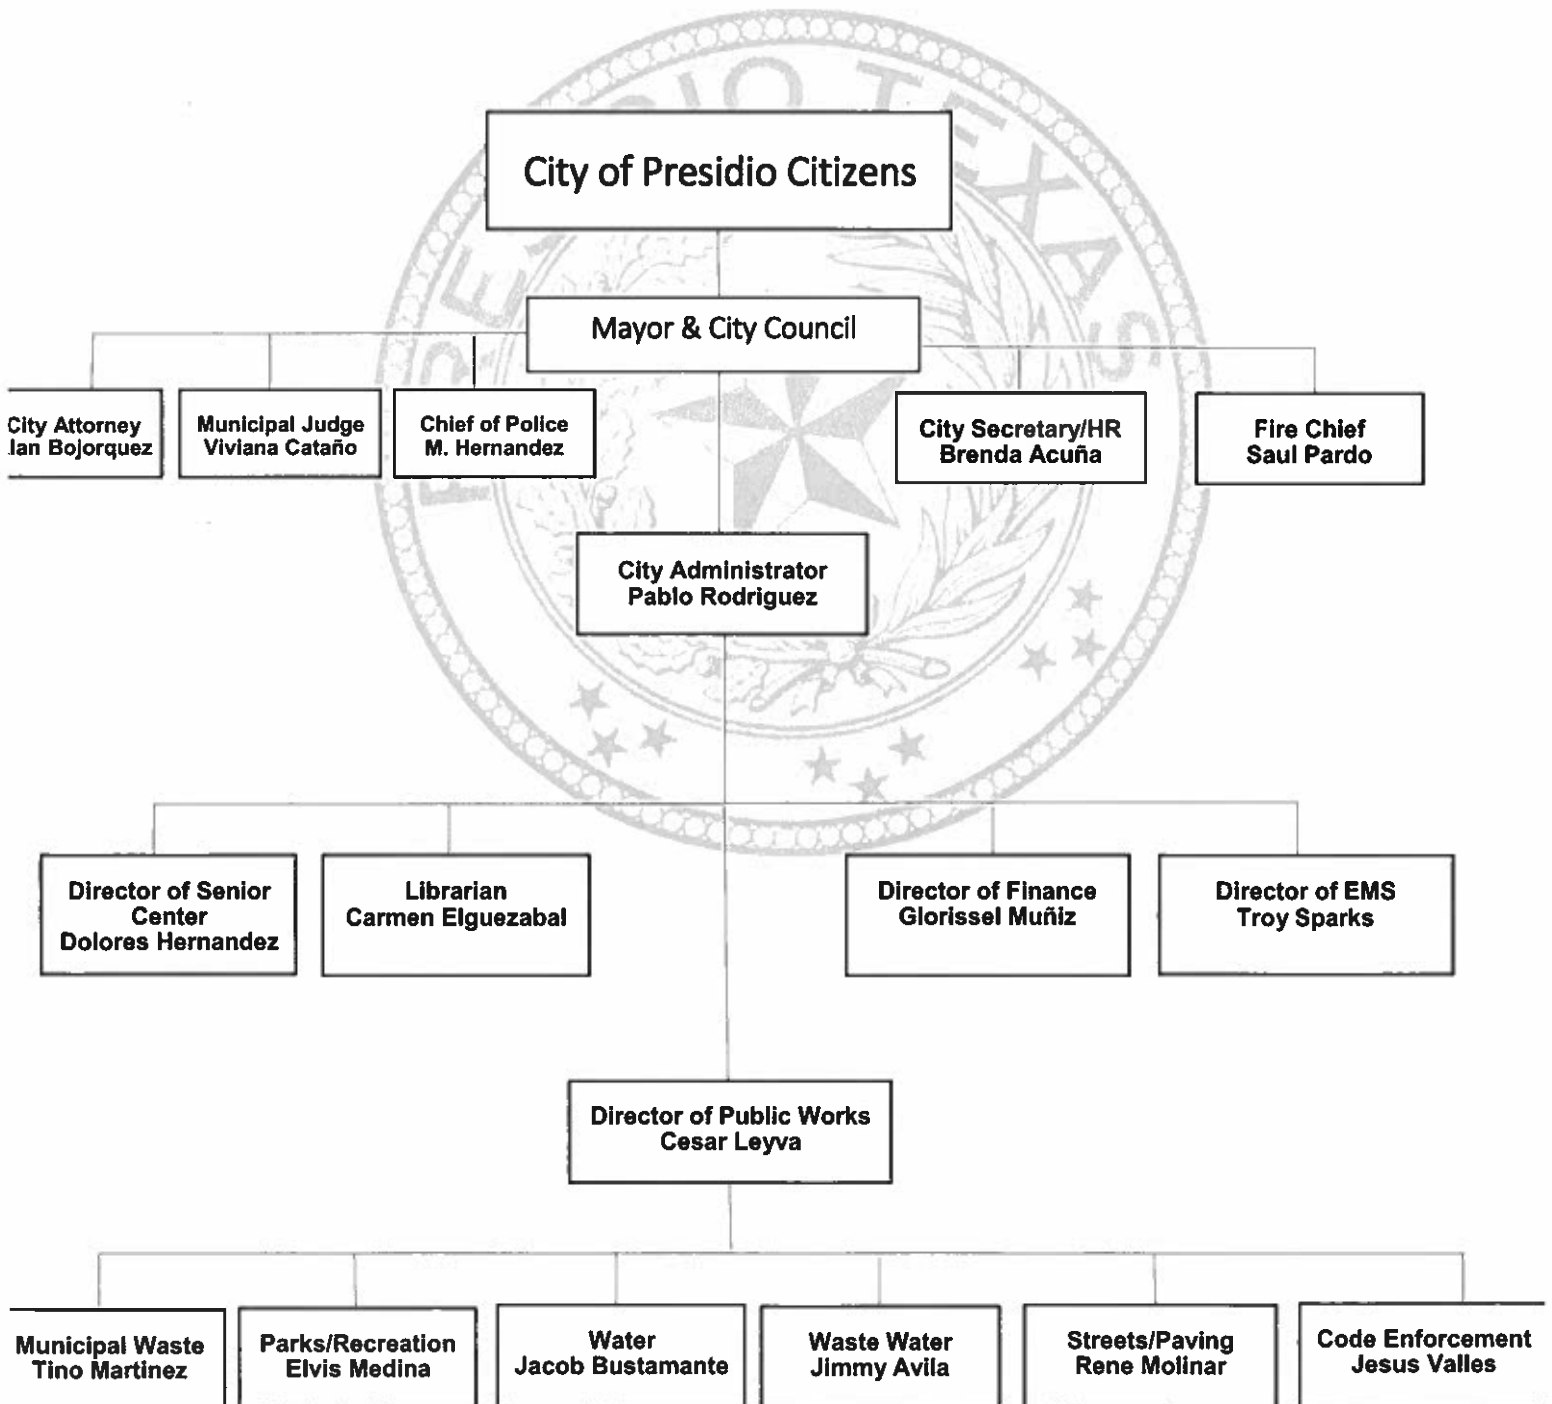 PRESIDIO TEXAS
City of Presidio Citizens
Mayor & City Council
City Attorney
Bojorquez
Municipal Judge
Viviana Cataño
Chief of Police
M. Hernandez
City Secretary/HR
Brenda Acuña
Fire Chief
Saul Pardo
City Administrator
Pablo Rodriguez
Director of Senior
Center
Dolores Hernandez
Librarian
Carmen Elguezabal
Director of Finance
Glorissel Muñiz
Director of EMS
Troy Sparks
Director of Public Works
Cesar Leyva
Municipal Waste
Tino Martinez
Parks/Recreation
Elvis Medina
Water
Jacob Bustamante
Waste Water
Jimmy Avila
Streets/Paving
Rene Molinar
Code Enforcement
Jesus Valles